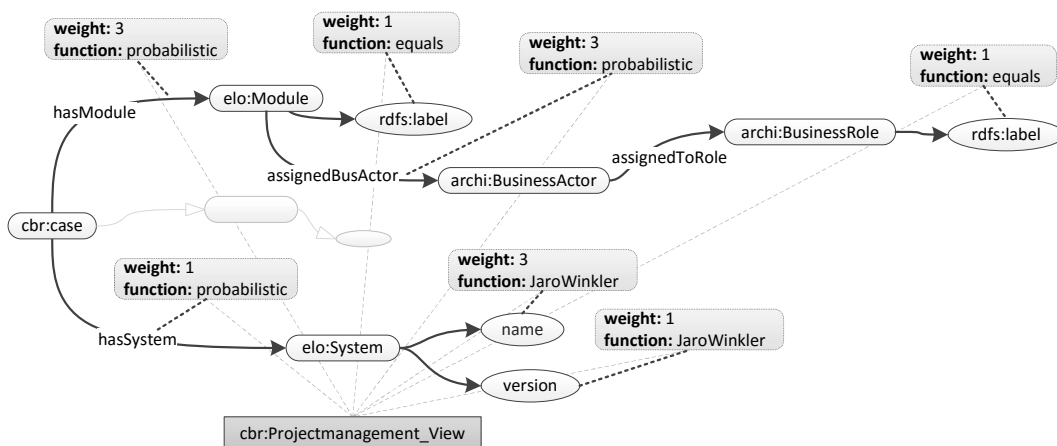 weight: 3
function: probabilistic
weight: 1
function: equals
weight: 3
function: probabilistic
weight: 1
function: equals
hasModule
elo:Module
rdfs:label
assignedBusActor
archi:BusinessActor
assignedToRole
archi:BusinessRole
rdfs:label
cbr:case
weight: 1
function: probabilistic
weight: 3
function: JaroWinkler
hasSystem
elo:System
name
weight: 1
function: JaroWinkler
version
cbr:Projectmanagement_View